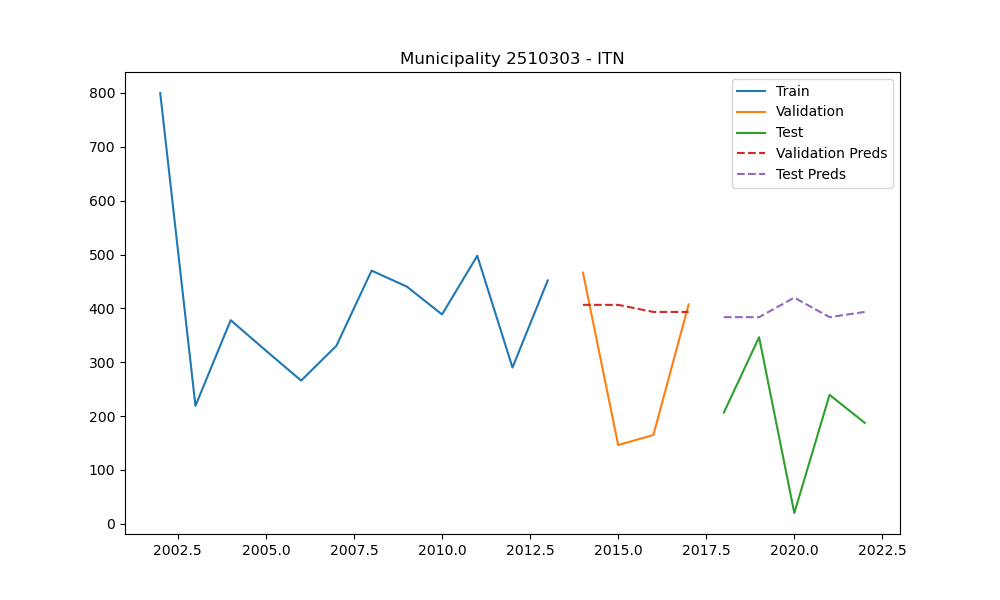 Municipality 2510303 - ITN
Train
Validation
Test
Validation Preds
Test Preds
800
700
600
500
400
300
200
100
0
2002.5 2005.0 2007.5 2010.0 2012.5 2015.0 2017.5 2020.0 2022.5